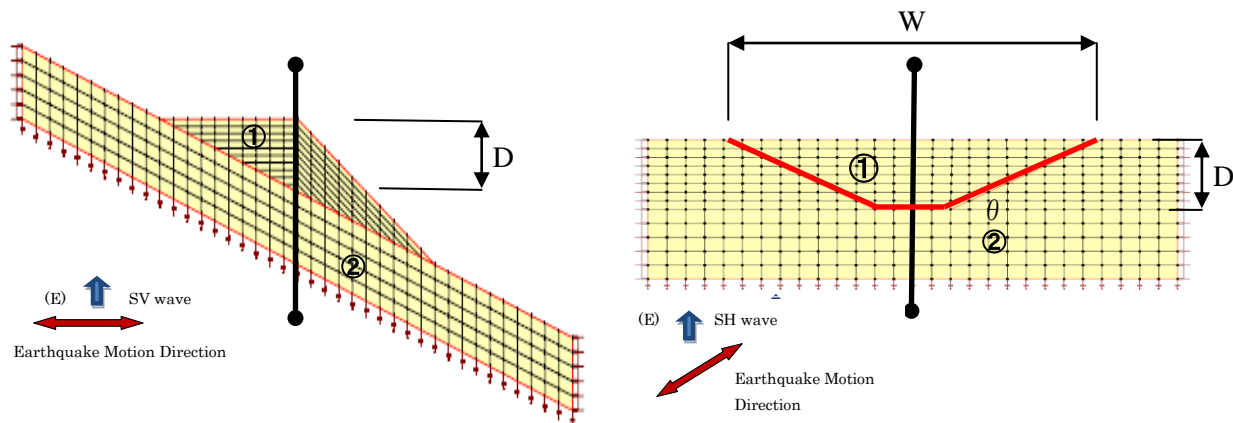 ①
D
②
(E) SV wave
Earthquake Motion Direction
W
①
D
θ
②
(E) SH wave
Earthquake Motion
Direction